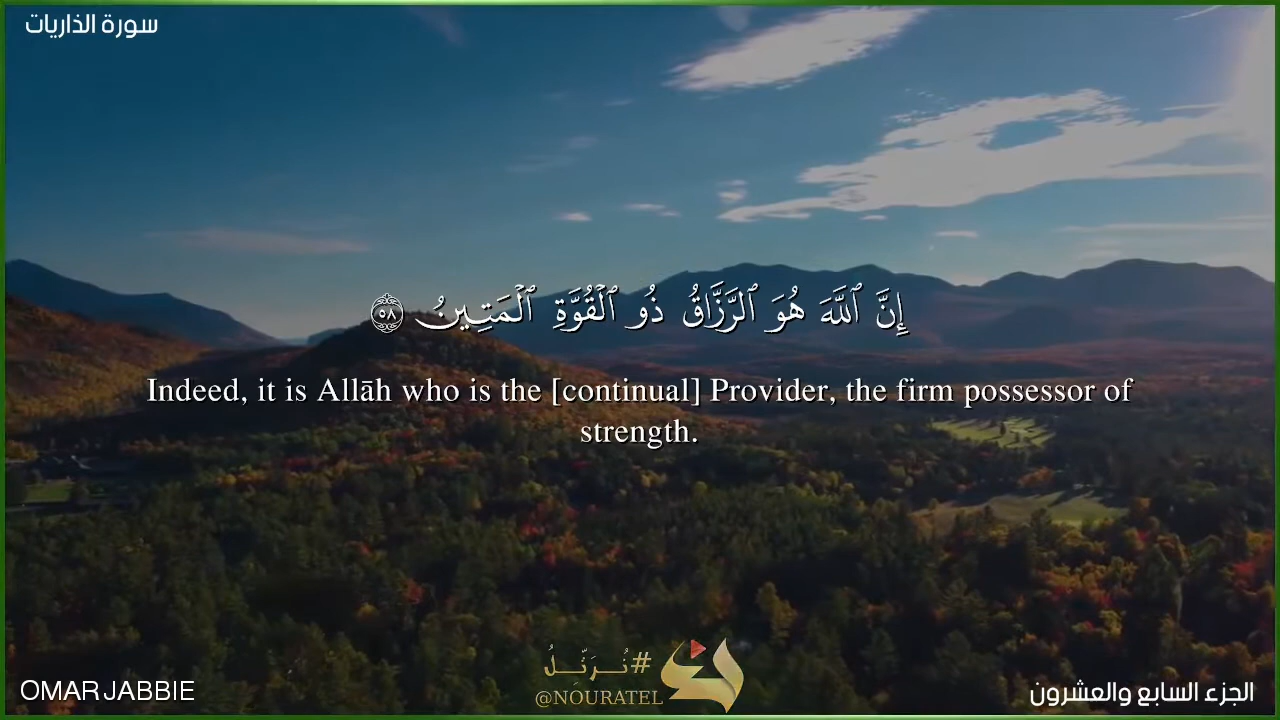 سورة الذاريات
إِنَّ ٱللَّهَ هُوَ ٱلرَّزَّاقُ ذُو ٱلْقُوَّةِ ٱلْمَتِينُ ٥٨
Indeed, it is Allāh who is the [continual] Provider, the firm possessor of
strength.
#نُرَتِّلُ
@NOURATEL
OMAR JABBIE
الجزء السابع والعشرون